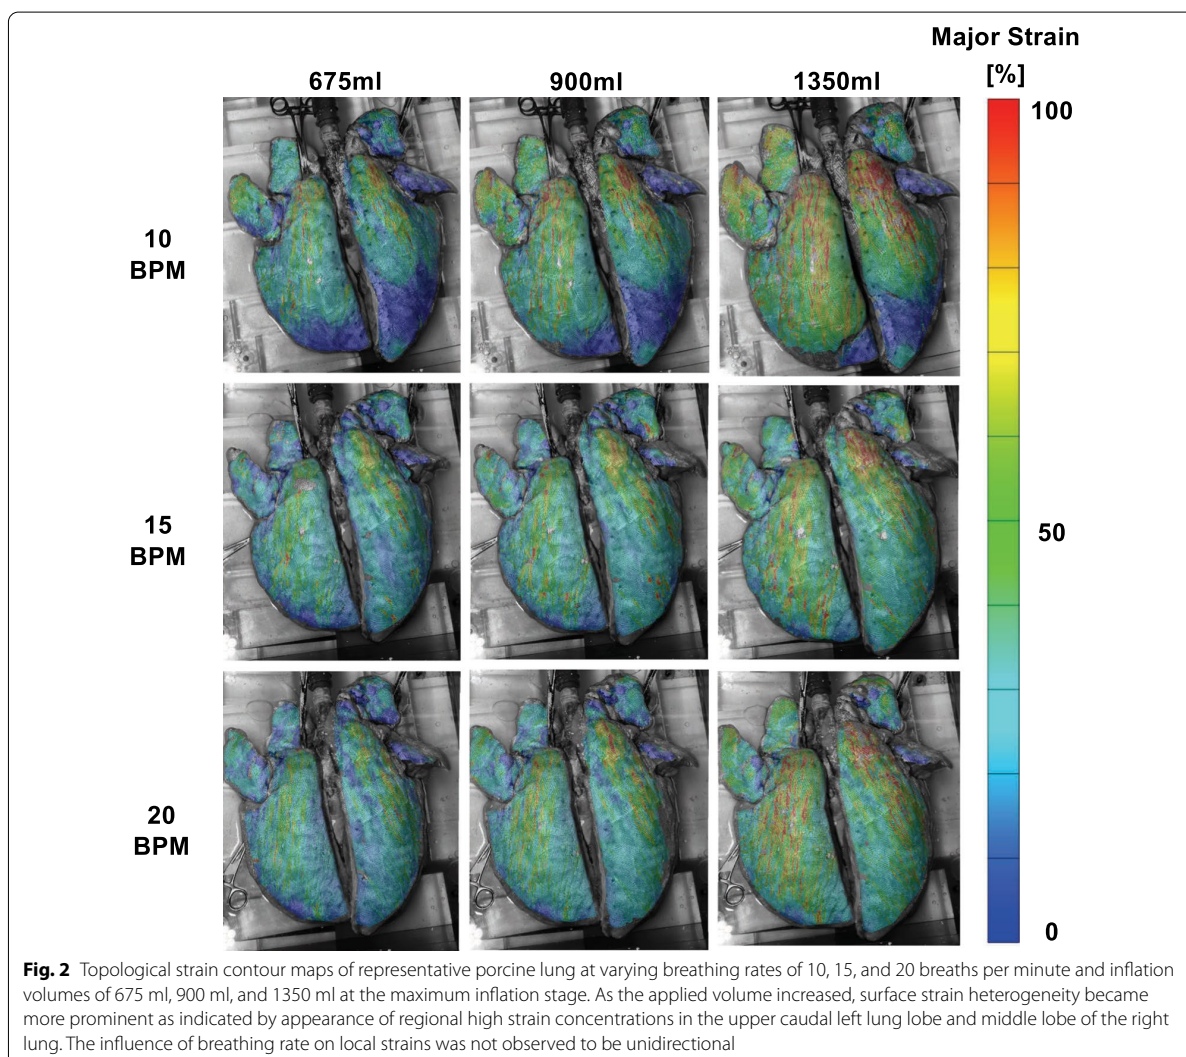 Major Strain
[%]
675ml 900ml 1350ml
100
10
BPM
15
BPM
50
20
BPM
0
Fig. 2 Topological strain contour maps of representative porcine lung at varying breathing rates of 10, 15, and 20 breaths per minute and inflation
volumes of 675 ml, 900 ml, and 1350 ml at the maximum inflation stage. As the applied volume increased, surface strain heterogeneity became
more prominent as indicated by appearance of regional high strain concentrations in the upper caudal left lung lobe and middle lobe of the right
lung. The influence of breathing rate on local strains was not observed to be unidirectional